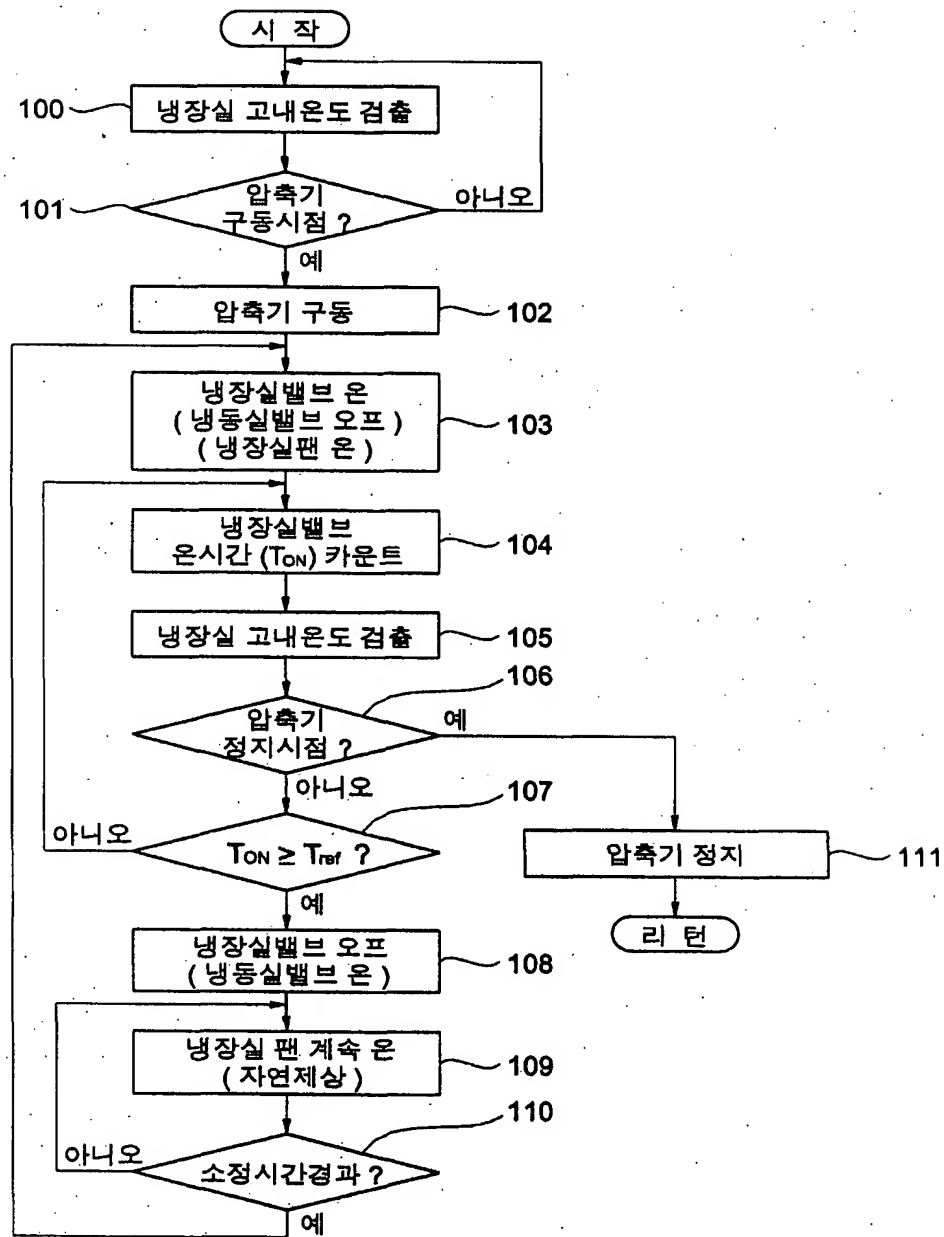 시 작
100
냉장실 고내온도 검출
101
압축기
구동시점 ?
아니오
예
압축기 구동
102
냉장실밸브 온
( 냉동실밸브 오프 )
( 냉장실팬 온 )
103
냉장실밸브
온시간 (TON) 카운트
104
냉장실 고내온도 검출
105
106
압축기
정지시점 ?
예
아니오
107
아니오
TON ≥ Tref ?
예
압축기 정지
111
리 턴
냉장실밸브 오프
( 냉동실밸브 온 )
108
냉장실 팬 계속 온
( 자연제상 )
109
110
아니오
소정시간경과 ?
예